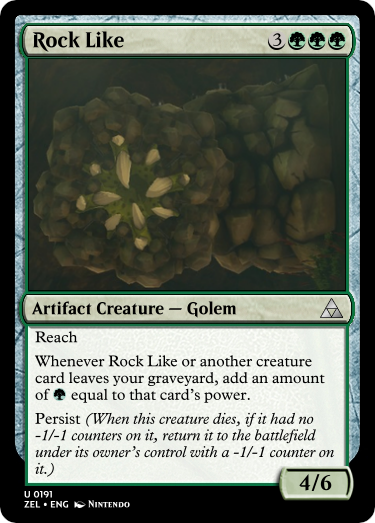 Rock Like 3
Artifact Creature — Golem
Reach
Whenever Rock Like or another creature
card leaves your graveyard, add an amount
of equal to that card's power.
Persist (When this creature dies, if it had no
-1/-1 counters on it, return it to the battlefield
under its owner's control with a -1/-1 counter on
it.)
4/6
U 0191
ZEL • ENG Nintendo